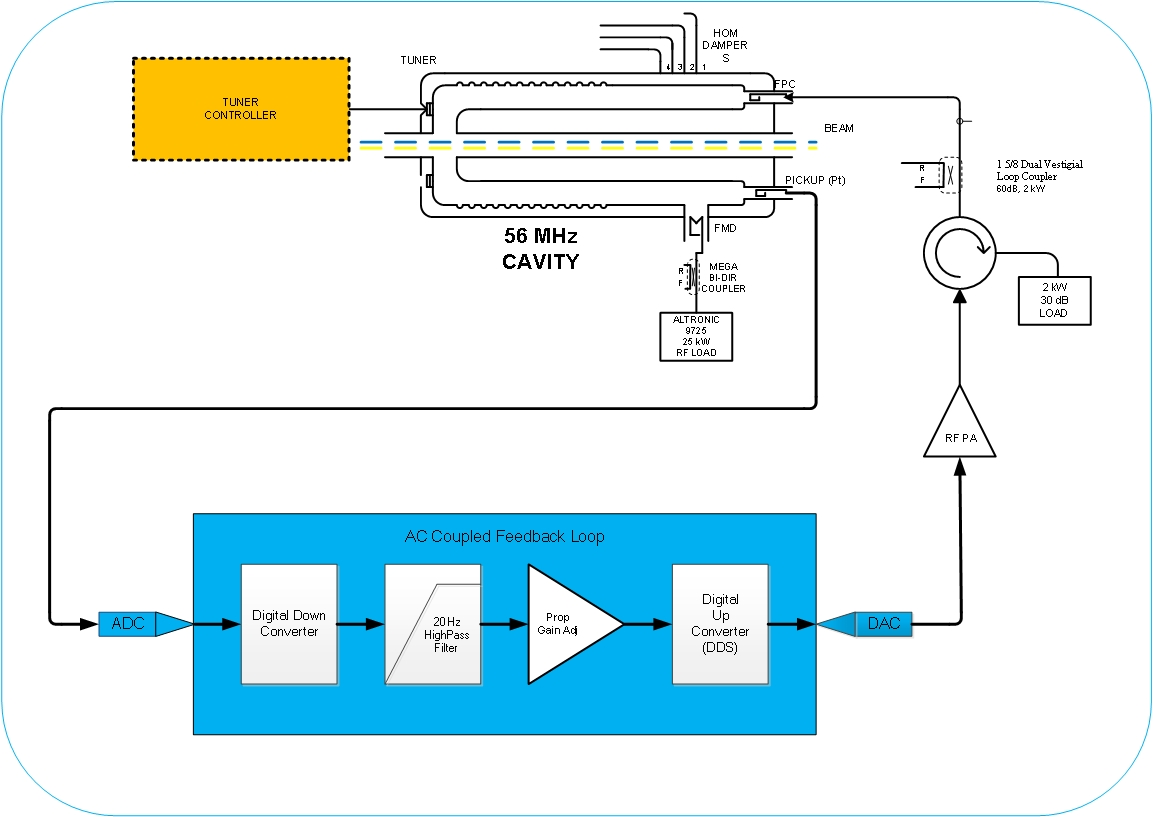 HOM
DAMPER
S
TUNER
4 3 2 1
FPC
TUNER
CONTROLLER
BEAM
1 5/8 Dual Vestigial
Loop Coupler
60dB, 2 kW
R
F
PICKUP (Pt)
FMD
56 MHz
CAVITY
R
F
MEGA
BI-DIR
COUPLER
2 kW
30 dB
LOAD
ALTRONIC
9725
25 kW
RF LOAD
RF PA
AC Coupled Feedback Loop
ADC
Digital Down
Converter
20Hz
HighPass
Filter
Prop
Gain Adj
Digital
Up
Converter
(DDS)
DAC